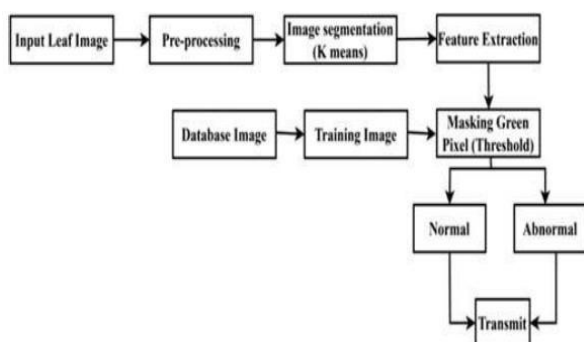 Input Leaf Image
Pre-processing
Image segmentation
(K means)
Feature Extraction
Database Image
Training Image
Masking Green
Pixel (Threshold)
Normal
Abnormal
Transmit